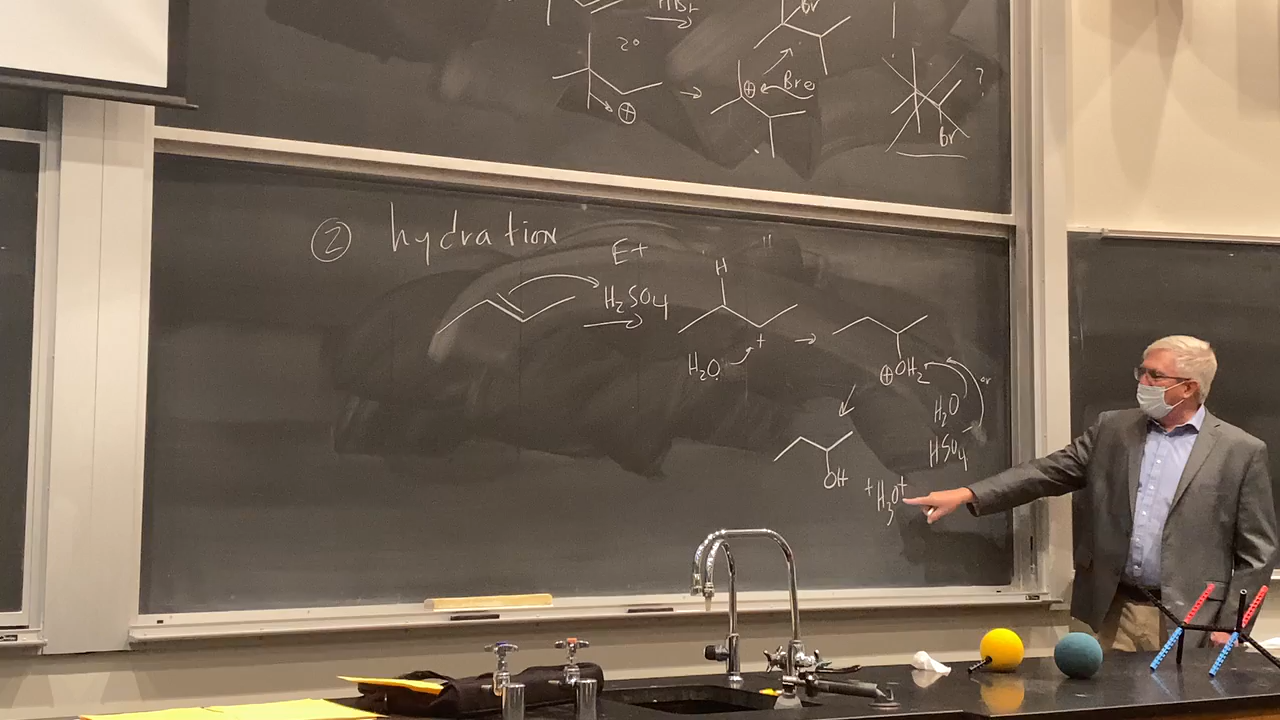 HBr
Br
2°
⊕
⊕ Br⊖
?
Br
② hydration
E+
H
H₂SO₄
+
H₂O
⊕OH₂
or
H₂O
HSO₄
OH
+H₃O⁺